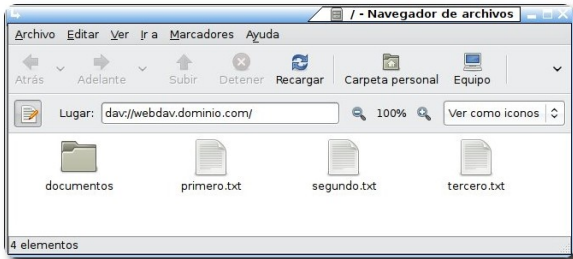 / - Navegador de archivos
Archivo Editar Ver Ir a Marcadores Ayuda
Atrás Adelante Subir Detener Recargar Carpeta personal Equipo
Lugar: dav://webdav.dominio.com/ 100% Ver como iconos
documentos primero.txt segundo.txt tercero.txt
4 elementos